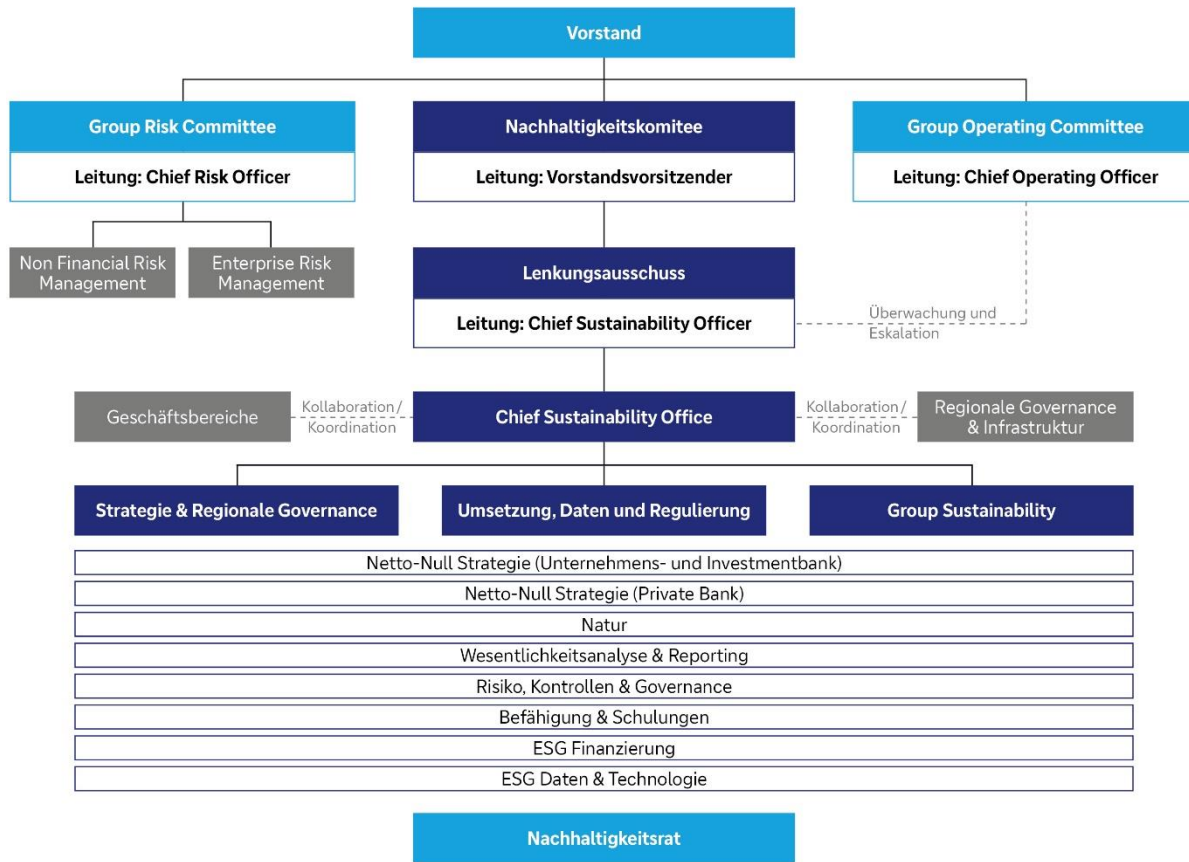 Vorstand
Group Risk Committee
Leitung: Chief Risk Officer
Nachhaltigkeitskomitee
Leitung: Vorstandsvorsitzender
Group Operating Committee
Leitung: Chief Operating Officer
Non Financial Risk
Management
Enterprise Risk
Management
Lenkungsausschuss
Leitung: Chief Sustainability Officer
Überwachung und
Eskalation
Geschäftsbereiche
Kollaboration/
Koordination
Chief Sustainability Office
Kollaboration/
Koordination
Regionale Governance
& Infrastruktur
Strategie & Regionale Governance
Umsetzung, Daten und Regulierung
Group Sustainability
Netto-Null Strategie (Unternehmens- und Investmentbank)
Netto-Null Strategie (Private Bank)
Natur
Wesentlichkeitsanalyse & Reporting
Risiko, Kontrollen & Governance
Befähigung & Schulungen
ESG Finanzierung
ESG Daten & Technologie
Nachhaltigkeitsrat